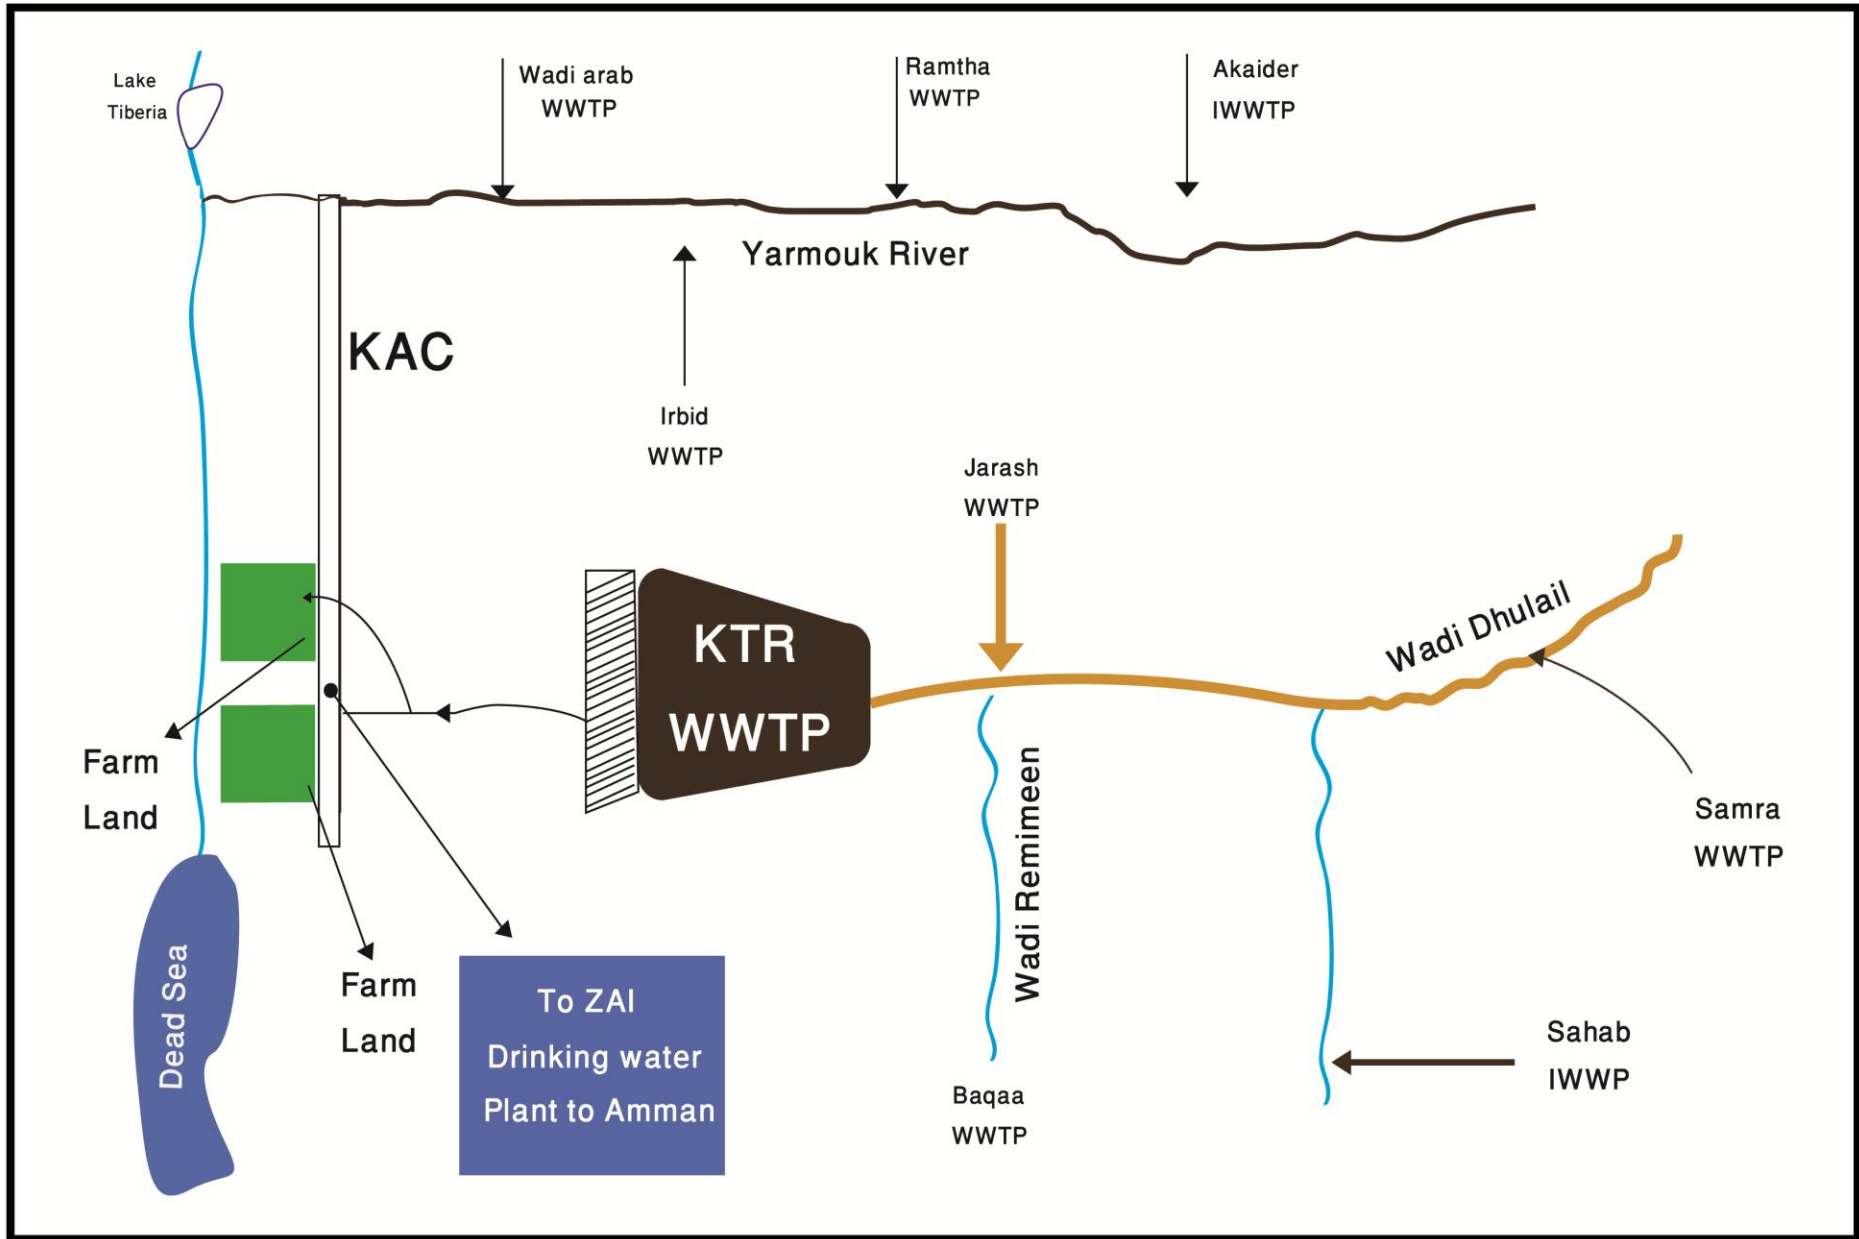 Lake
Tiberia
Wadi arab
WWTP
Ramtha
WWTP
Akaider
IWWTP
Yarmouk River
KAC
Irbid
WWTP
Jarash
WWTP
Wadi Dhulail
KTR
WWTP
Farm
Land
Wadi Remimeen
Samra
WWTP
Dead Sea
Farm
Land
To ZAI
Drinking water
Plant to Amman
Baqaa
WWTP
Sahab
IWWP